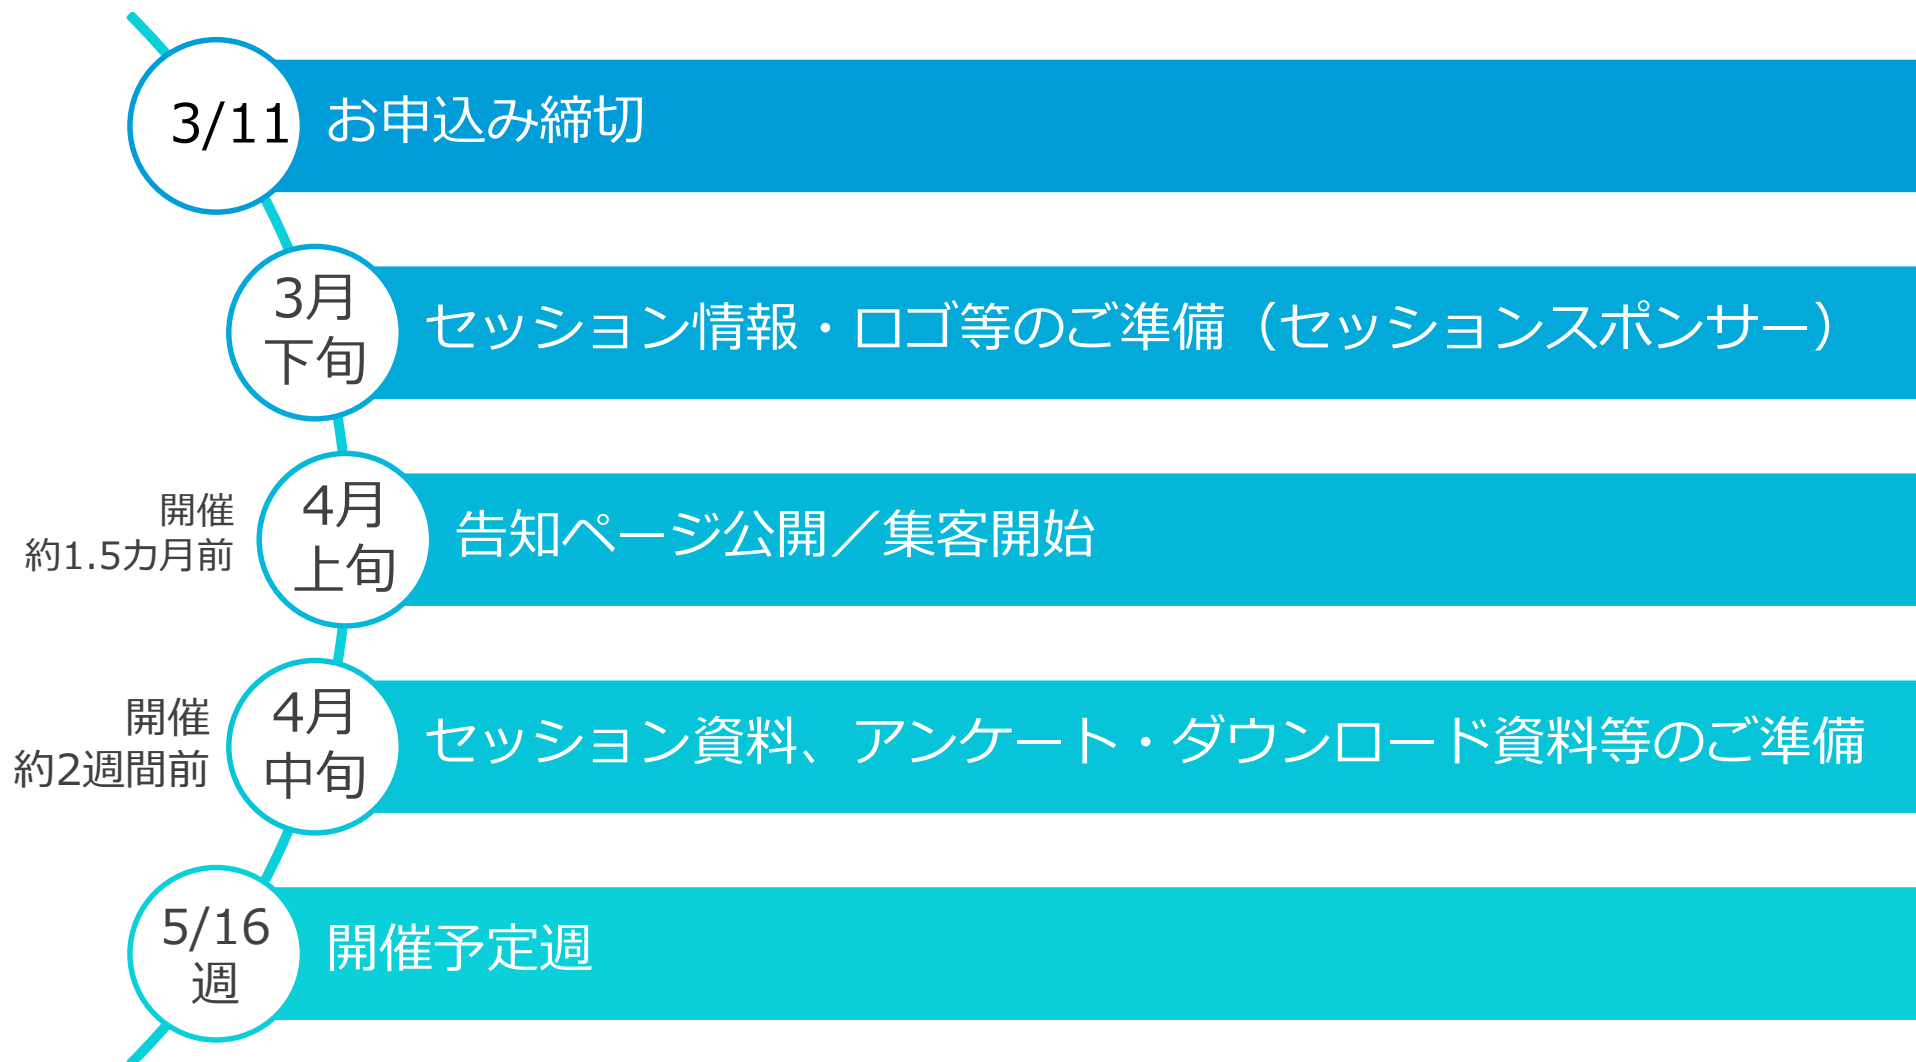 3/11
お申込み締切
3月
下旬
セッション情報・ロゴ等のご準備（セッションスポンサー）
開催
約1.5カ月前
4月
上旬
告知ページ公開／集客開始
開催
約2週間前
4月
中旬
セッション資料、アンケート・ダウンロード資料等のご準備
5/16
週
開催予定週